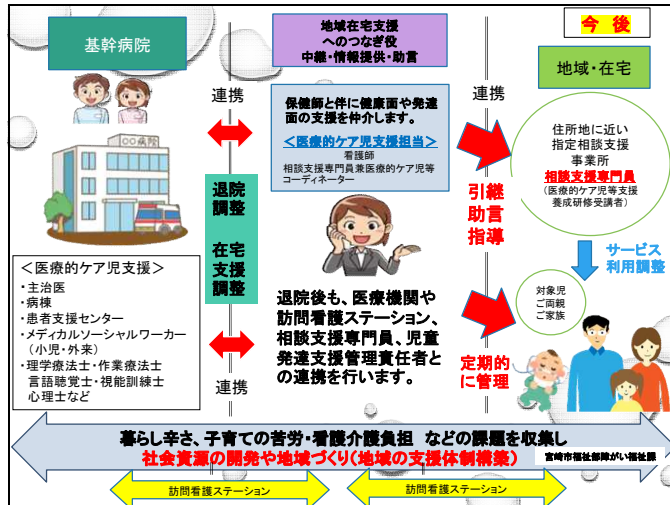 基幹病院
○○病院
<医療的ケア児支援>
・主治医
・病棟
・患者支援センター
・メディカルソーシャルワーカー
(小児・外来)
・理学療法士・作業療法士
言語聴覚士・視能訓練士
心理士など
連携
退院
調整
在宅
支援
調整
連携
地域在宅支援
へのつなぎ役
中継・情報提供・助言
保健師と伴に健康面や発達
面の支援を仲介します。
<医療的ケア児支援担当>
看護師
相談支援専門員兼医療的ケア児等
コーディネーター
退院後も、医療機関や
訪問看護ステーション、
相談支援専門員、児童
発達支援管理責任者と
の連携を行います。
連携
引継
助言
指導
定期的
に管理
今後
地域・在宅
住所地に近い
指定相談支援
事業所
相談支援専門員
(医療的ケア児等支援
養成研修受講者)
サービス
利用調整
対象児
ご両親
ご家族
暮らし辛さ、子育ての苦労・看護介護負担 などの課題を収集し
社会資源の開発や地域づくり(地域の支援体制構築)
宮崎市福祉部障がい福祉課
訪問看護ステーション
訪問看護ステーション